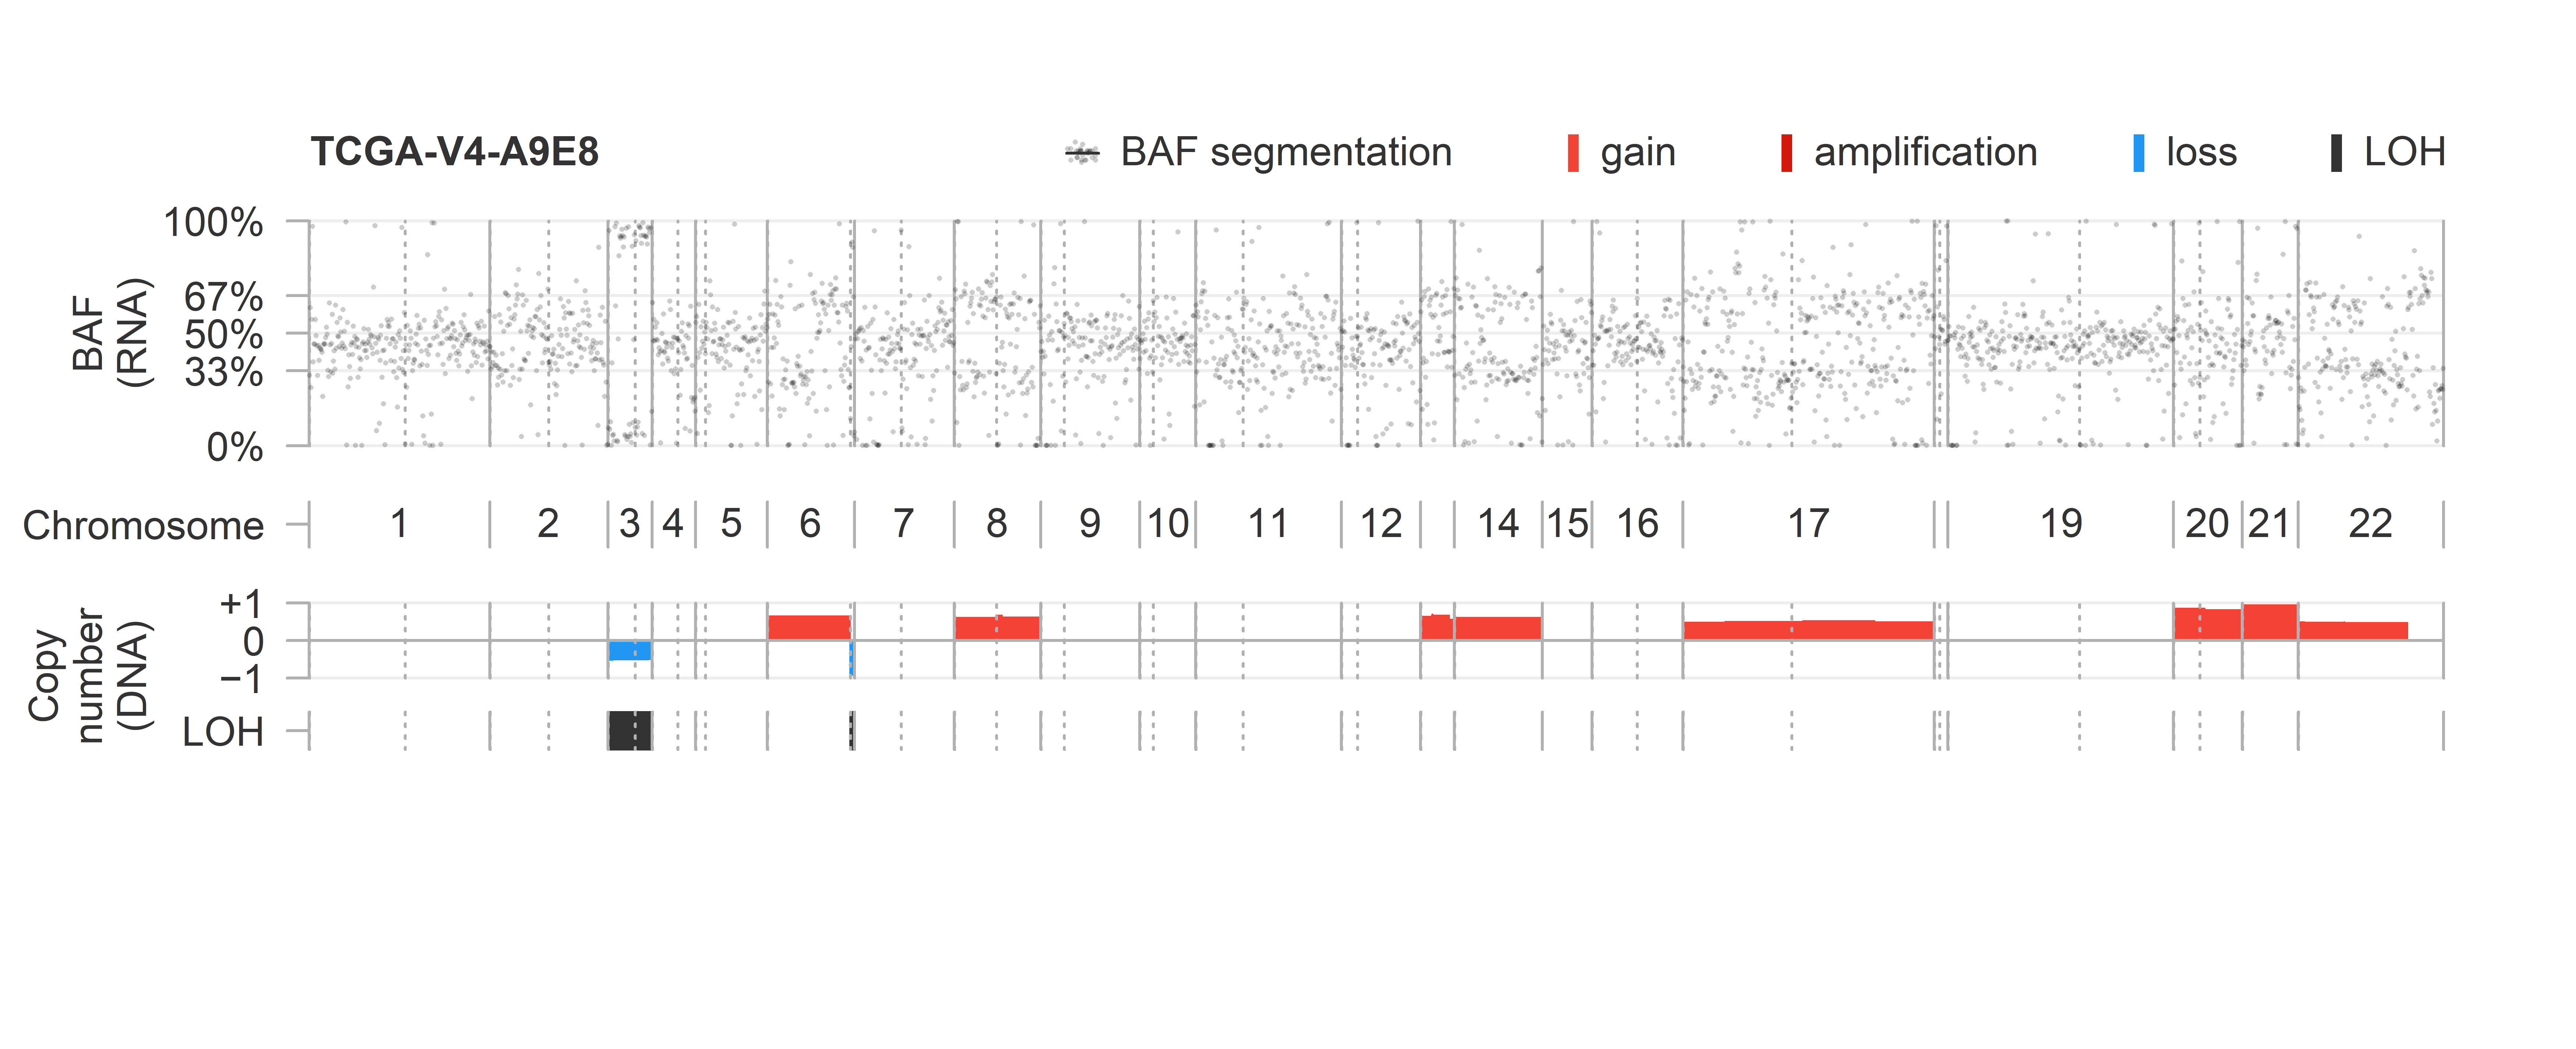 TCGA-V4-A9E8
BAF segmentation
gain
amplification
loss
LOH
BAF
(RNA)
100%
67%
50%
33%
0%
Chromosome
1 2 3 4 5 6 7 8 9 10 11 12 14 15 16 17 19 20 21 22
Copy
number
(DNA)
+1
0
−1
LOH